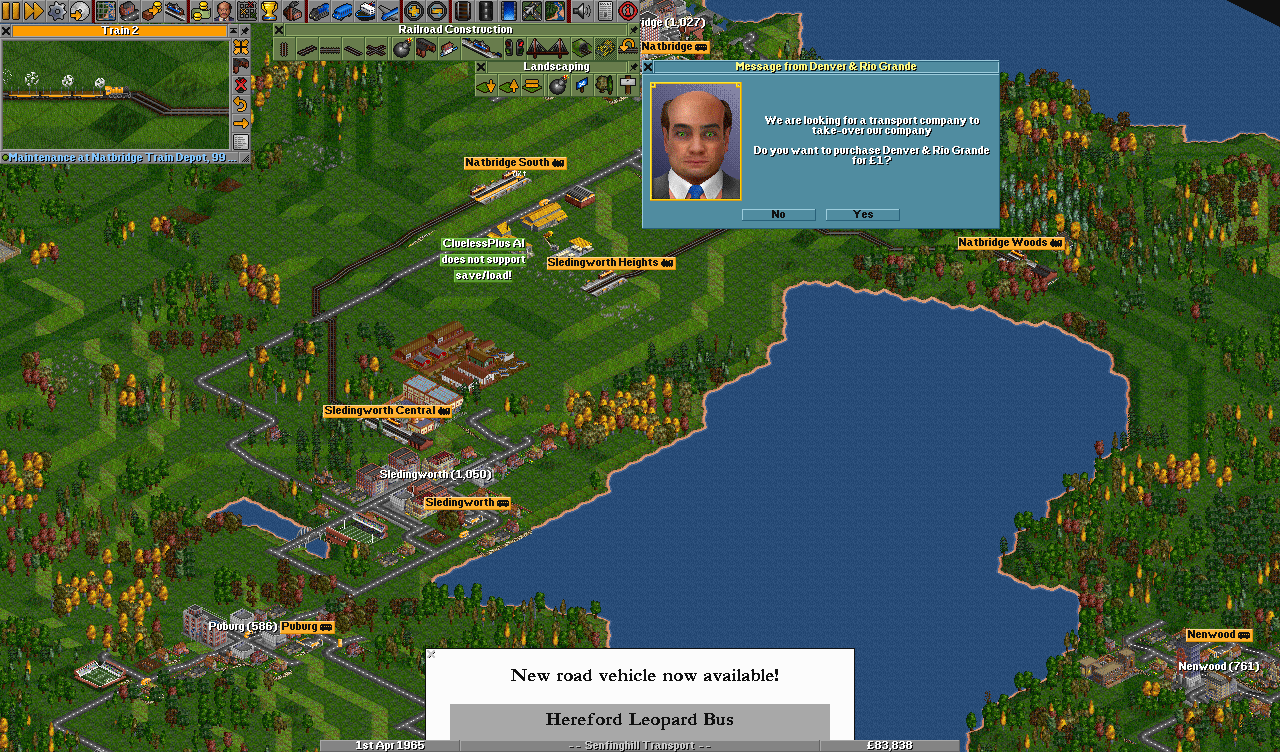 idge (1,027)
Train 2
Railroad Construction
Natbridge
Landscaping
Message from Denver & Rio Grande
We are looking for a transport company to
take-over our company
Do you want to purchase Denver & Rio Grande
for £1?
No
Yes
Maintenance at Natbridge Train Depot, 99 ...
Natbridge South
CluelessPlus AI
does not support
save/load!
Sledingworth Heights
Natbridge Woods
Sledingworth Central
Sledingworth (1,050)
Sledingworth
Poburg (586)
Poburg
Nenwood
Nenwood (761)
New road vehicle now available!
Hereford Leopard Bus
1st Apr 1965
-- Senfinghill Transport --
£83,838